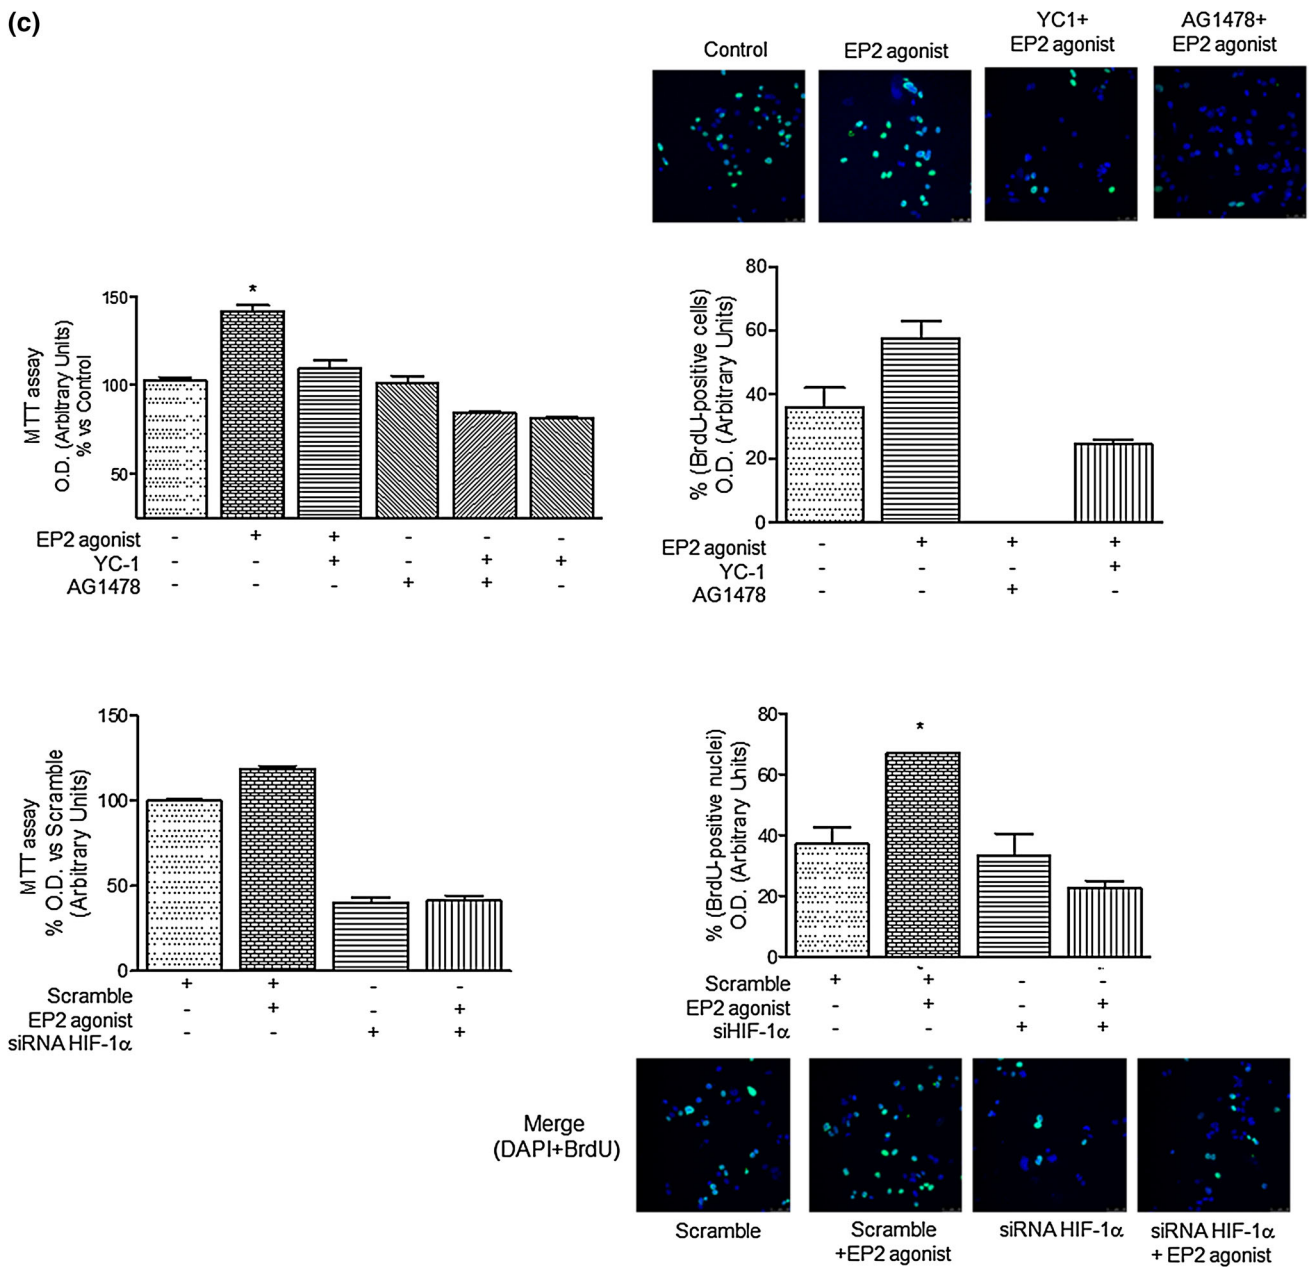 (c)
Control
EP2 agonist
YC1+
EP2 agonist
AG1478+
EP2 agonist
MTT assay
O.D. (Arbitrary Units)
% vs Control
150
100
50
*
EP2 agonist - + + - - -
YC-1 - - + - + +
AG1478 - - - + + -
% (BrdU-positive cells)
O.D. (Arbitrary Units)
80
60
40
20
0
EP2 agonist - + + +
YC-1 - - - +
AG1478 - - + -
MTT assay
% O.D. vs Scramble
(Arbitrary Units)
150
100
50
0
Scramble + + - -
EP2 agonist - + - +
siRNA HIF-1α - - + +
% (BrdU-positive nuclei)
O.D. (Arbitrary Units)
80
60
40
20
0
*
Scramble + + - -
EP2 agonist - + - +
siHIF-1α - - + +
Merge
(DAPI+BrdU)
Scramble
Scramble
+EP2 agonist
siRNA HIF-1α
siRNA HIF-1α
+ EP2 agonist